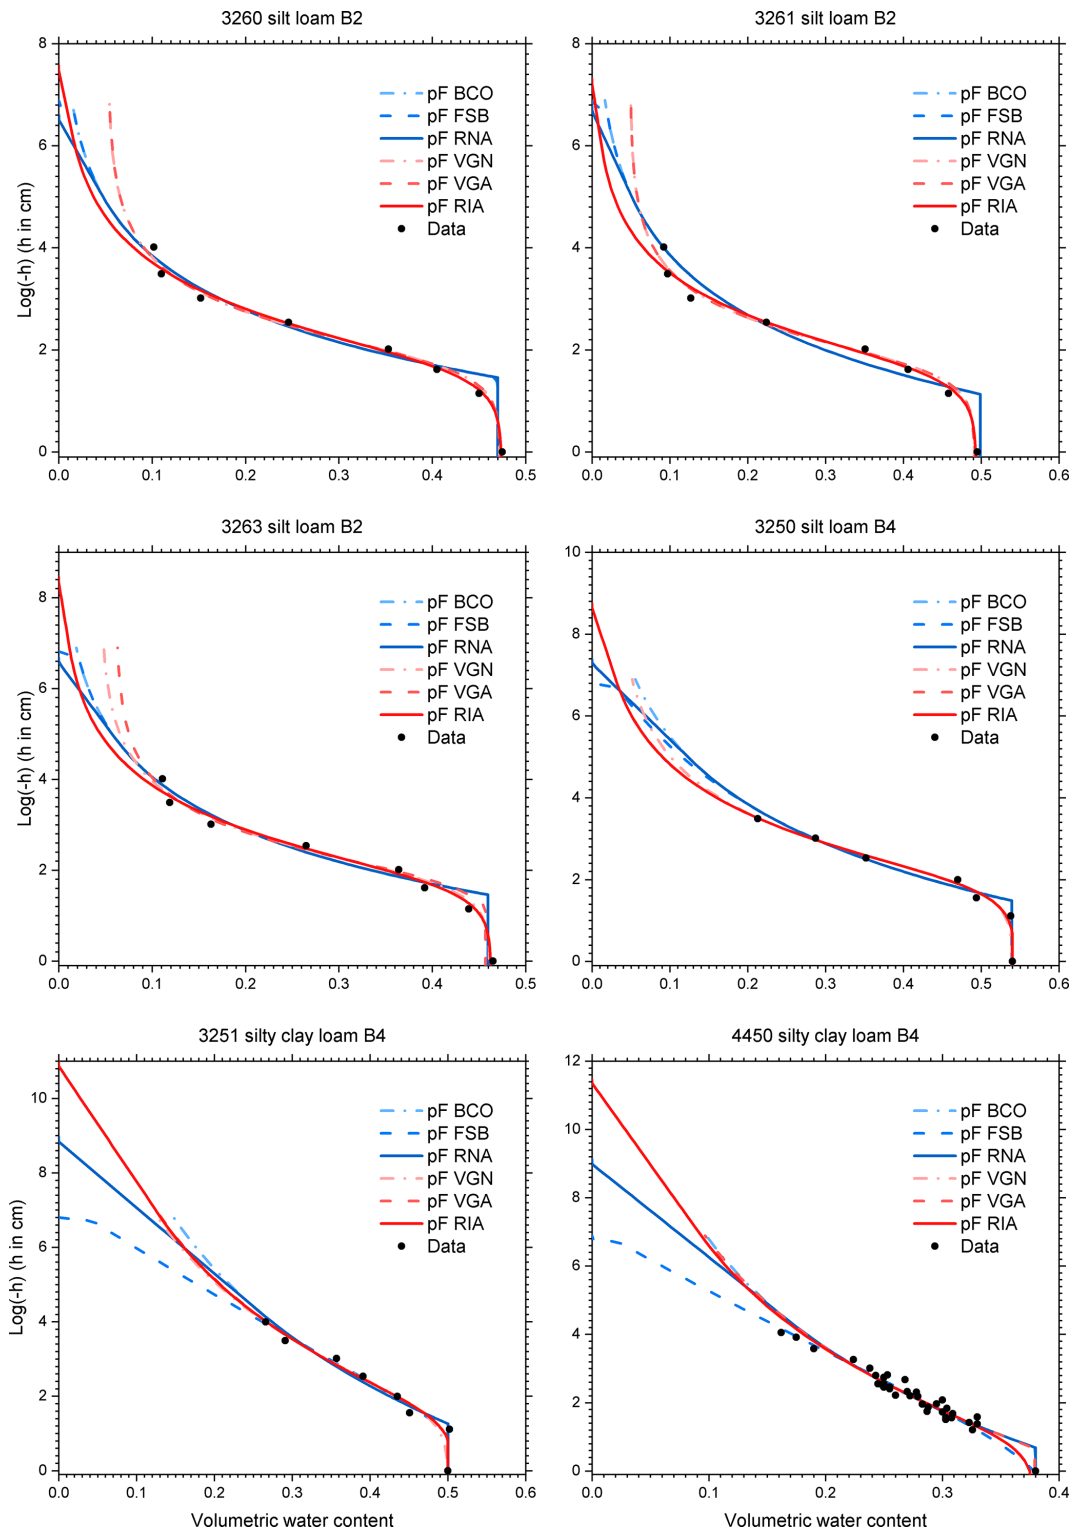 3260 silt loam B2
3261 silt loam B2
8
6
4
2
0
Log(-h) (h in cm)
pF BCO
pF FSB
pF RNA
pF VGN
pF VGA
pF RIA
Data
0.0 0.1 0.2 0.3 0.4 0.5
8
6
4
2
0
pF BCO
pF FSB
pF RNA
pF VGN
pF VGA
pF RIA
Data
0.0 0.1 0.2 0.3 0.4 0.5 0.6
3263 silt loam B2
3250 silt loam B4
8
6
4
2
0
Log(-h) (h in cm)
pF BCO
pF FSB
pF RNA
pF VGN
pF VGA
pF RIA
Data
0.0 0.1 0.2 0.3 0.4 0.5
10
8
6
4
2
0
pF BCO
pF FSB
pF RNA
pF VGN
pF VGA
pF RIA
Data
0.0 0.1 0.2 0.3 0.4 0.5 0.6
3251 silty clay loam B4
4450 silty clay loam B4
10
8
6
4
2
0
Log(-h) (h in cm)
pF BCO
pF FSB
pF RNA
pF VGN
pF VGA
pF RIA
Data
0.0 0.1 0.2 0.3 0.4 0.5 0.6
Volumetric water content
12
10
8
6
4
2
0
pF BCO
pF FSB
pF RNA
pF VGN
pF VGA
pF RIA
Data
0.0 0.1 0.2 0.3 0.4
Volumetric water content